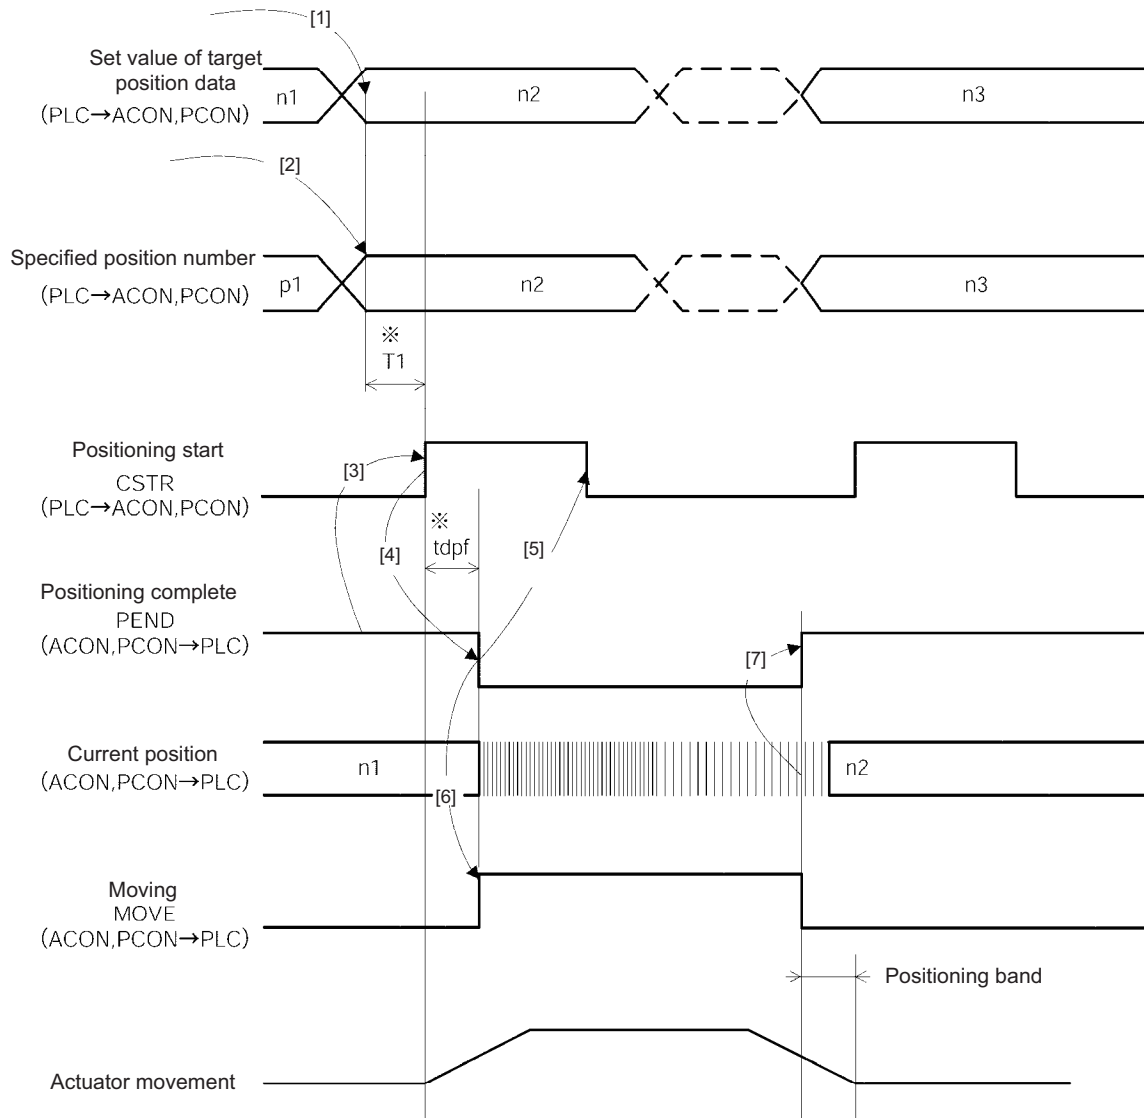 [1]
Set value of target
position data
(PLC→ACON,PCON)
n1
n2
n3
[2]
Specified position number
(PLC→ACON,PCON)
p1
n2
n3
※
T1
Positioning start
CSTR
(PLC→ACON,PCON)
[3]
※
tdpf
[4]
[5]
Positioning complete
PEND
(ACON,PCON→PLC)
[7]
Current position
(ACON,PCON→PLC)
n1
n2
[6]
Moving
MOVE
(ACON,PCON→PLC)
Positioning band
Actuator movement